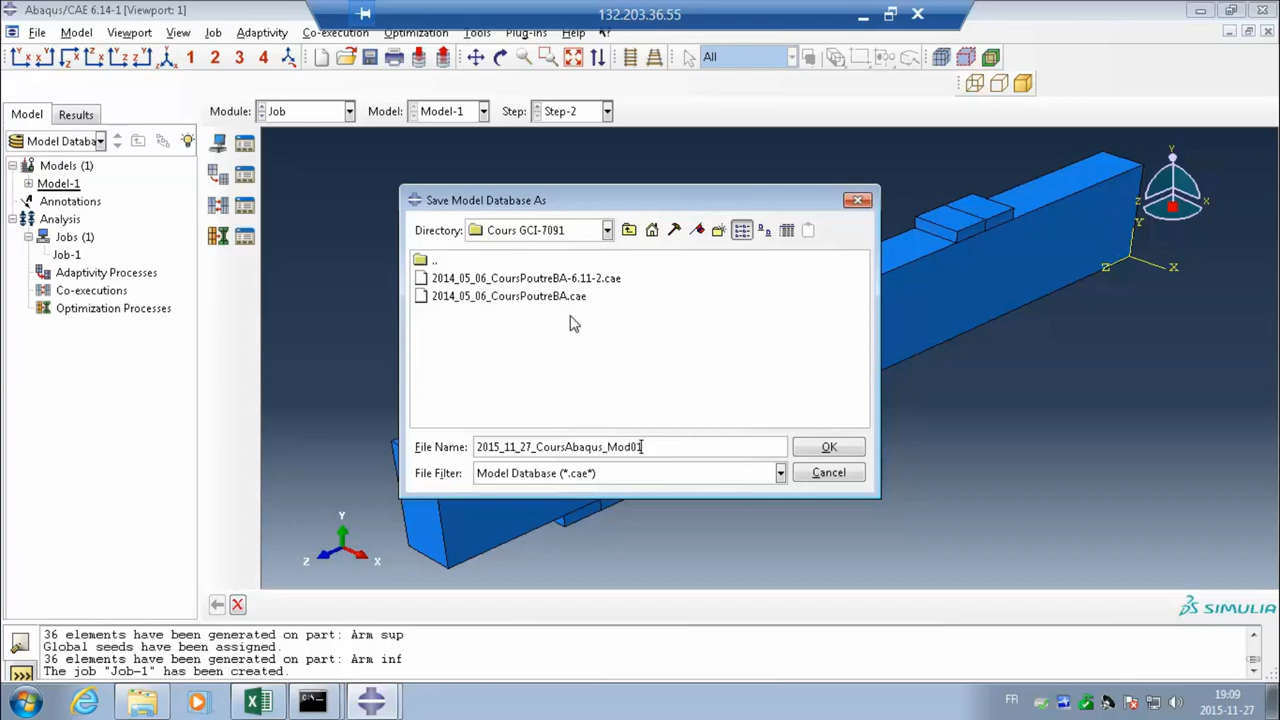 Abaqus/CAE 6.14-1 [Viewport: 1]
132.203.36.55
File Model Viewport View Job Adaptivity Co-execution Optimization Tools Plug-ins Help
1 2 3 4
All
Model Results
Module: Job Model: Model-1 Step: Step-2
Model Databa
Models (1)
Model-1
Annotations
Analysis
Jobs (1)
Job-1
Adaptivity Processes
Co-executions
Optimization Processes
Save Model Database As
Directory: Cours GCI-7091
..
2014_05_06_CoursPoutreBA-6.11-2.cae
2014_05_06_CoursPoutreBA.cae
File Name: 2015_11_27_CoursAbaqus_Mod01 OK
File Filter: Model Database (*.cae*) Cancel
Y
Z X
Y
Z X
Y
Z X
SIMULIA
36 elements have been generated on part: Arm sup
Global seeds have been assigned.
36 elements have been generated on part: Arm inf
The job "Job-1" has been created.
FR
19:09
2015-11-27